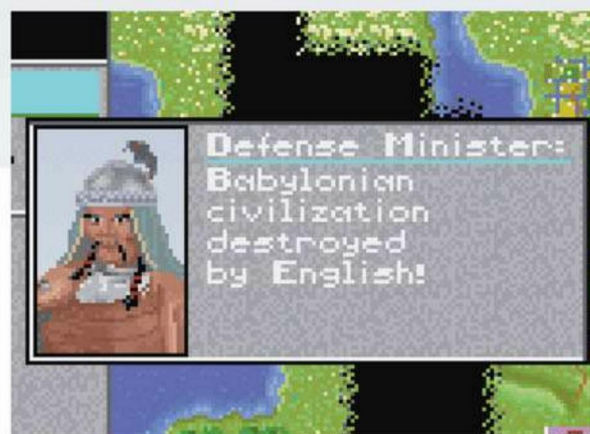 Defense Minister:
Babylonian
civilization
destroyed
by English!